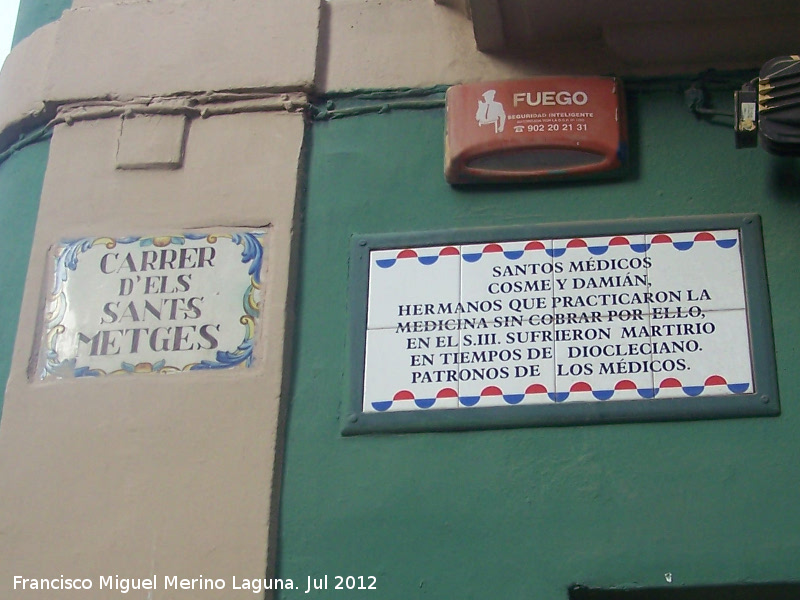 FUEGO
SEGURIDAD INTELIGENTE
902 20 21 31
CARRER
D'ELS
SANTS
METGES
SANTOS MÉDICOS
COSME Y DAMIÁN,
HERMANOS QUE PRACTICARON LA
MEDICINA SIN COBRAR POR ELLO,
EN EL S.III. SUFRIERON MARTIRIO
EN TIEMPOS DE DIOCLECIANO.
PATRONOS DE LOS MÉDICOS.
Francisco Miguel Merino Laguna. Jul 2012